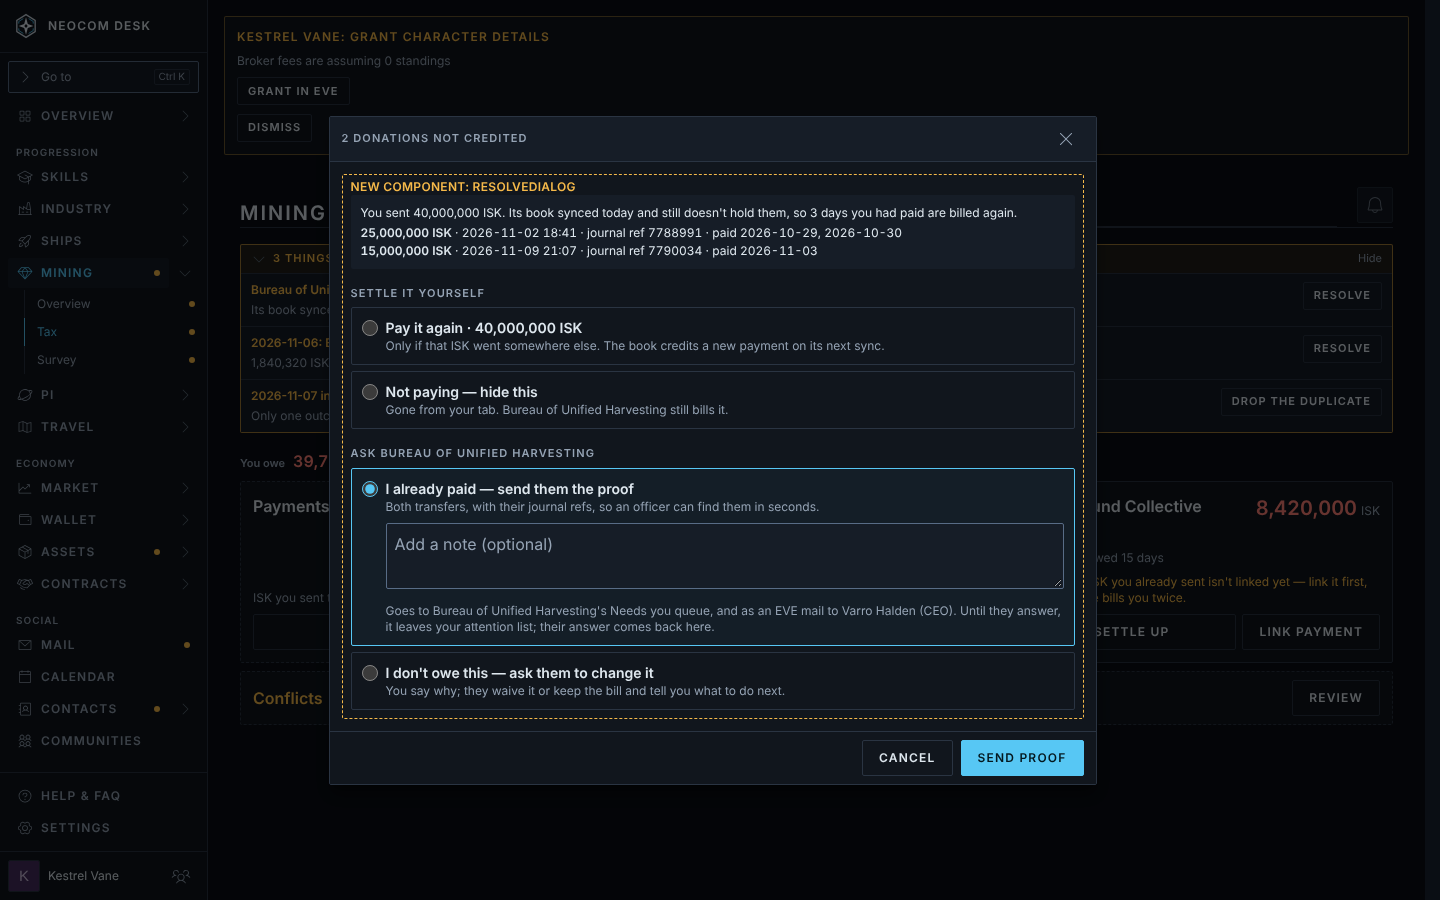 NEOCOM DESK
Go to
Ctrl K
OVERVIEW
PROGRESSION
SKILLS
INDUSTRY
SHIPS
MINING
Overview
Tax
Survey
PI
TRAVEL
ECONOMY
MARKET
WALLET
ASSETS
CONTRACTS
SOCIAL
MAIL
CALENDAR
CONTACTS
COMMUNITIES
HELP & FAQ
SETTINGS
K
Kestrel Vane
KESTREL VANE: GRANT CHARACTER DETAILS
Broker fees are assuming 0 standings
GRANT IN EVE
DISMISS
MINING
3 THINGS
Hide
Bureau of Uni
Its book sync
RESOLVE
2026-11-06:
1,840,320 ISK
RESOLVE
2026-11-07 in
Only one out
DROP THE DUPLICATE
You owe 39,7
Payments
ISK you sent
und Collective
8,420,000 ISK
wed 15 days
SK you already sent isn't linked yet — link it first,
bills you twice.
SETTLE UP
LINK PAYMENT
Conflicts
REVIEW
2 DONATIONS NOT CREDITED
NEW COMPONENT: RESOLVEDIALOG
You sent 40,000,000 ISK. Its book synced today and still doesn't hold them, so 3 days you had paid are billed again.
25,000,000 ISK · 2026-11-02 18:41 · journal ref 7788991 · paid 2026-10-29, 2026-10-30
15,000,000 ISK · 2026-11-09 21:07 · journal ref 7790034 · paid 2026-11-03
SETTLE IT YOURSELF
Pay it again · 40,000,000 ISK
Only if that ISK went somewhere else. The book credits a new payment on its next sync.
Not paying — hide this
Gone from your tab. Bureau of Unified Harvesting still bills it.
ASK BUREAU OF UNIFIED HARVESTING
I already paid — send them the proof
Both transfers, with their journal refs, so an officer can find them in seconds.
Add a note (optional)
Goes to Bureau of Unified Harvesting's Needs you queue, and as an EVE mail to Varro Halden (CEO). Until they answer,
it leaves your attention list; their answer comes back here.
I don't owe this — ask them to change it
You say why; they waive it or keep the bill and tell you what to do next.
CANCEL
SEND PROOF